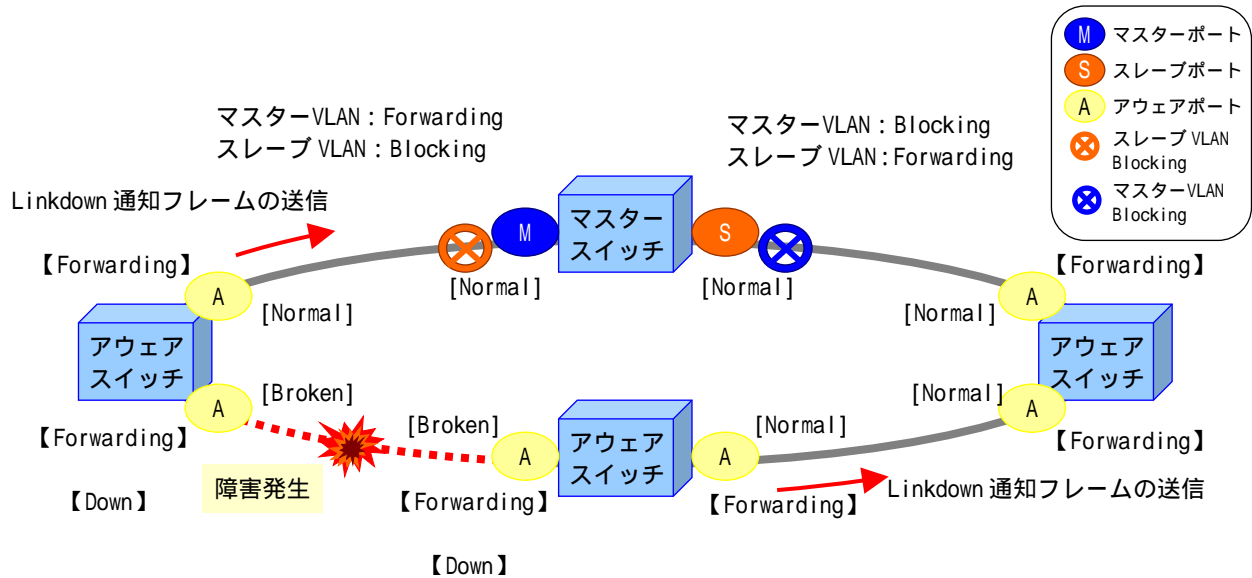 M マスターポート
S スレーブポート
A アウェアポート
スレーブ VLAN
Blocking
マスターVLAN
Blocking
マスターVLAN : Forwarding
スレーブ VLAN : Blocking
マスターVLAN : Blocking
スレーブ VLAN : Forwarding
Linkdown 通知フレームの送信
マスター
スイッチ
M
S
[Normal]
[Normal]
【Forwarding】
A
[Normal]
【Forwarding】
A
[Normal]
アウェア
スイッチ
アウェア
スイッチ
A
[Broken]
【Forwarding】
[Normal]
A
【Forwarding】
[Broken]
A
アウェア
スイッチ
A
[Normal]
【Forwarding】
【Forwarding】
Linkdown 通知フレームの送信
障害発生
【Down】
【Down】